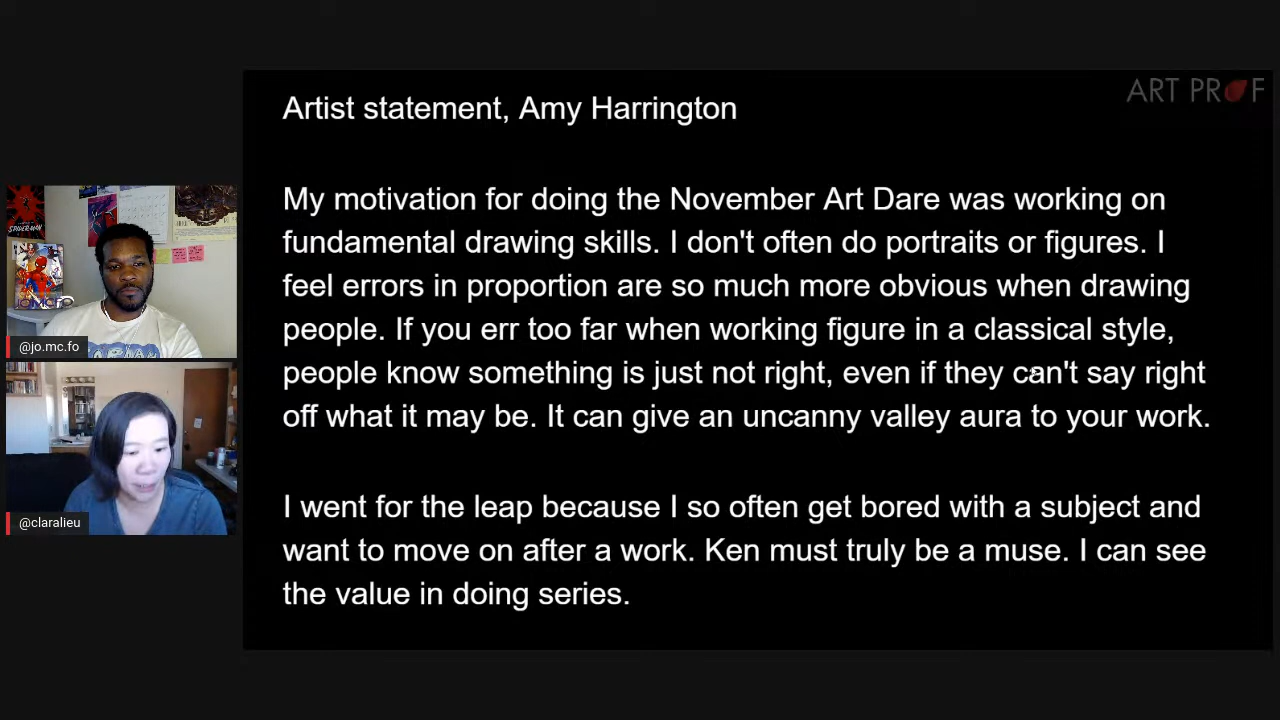 ART PROF
Artist statement, Amy Harrington
My motivation for doing the November Art Dare was working on
fundamental drawing skills. I don't often do portraits or figures. I
feel errors in proportion are so much more obvious when drawing
people. If you err too far when working figure in a classical style,
people know something is just not right, even if they can't say right
off what it may be. It can give an uncanny valley aura to your work.
I went for the leap because I so often get bored with a subject and
want to move on after a work. Ken must truly be a muse. I can see
the value in doing series.
SPIDER-MAN
JOMCFO
@jo.mc.fo
@claralieu